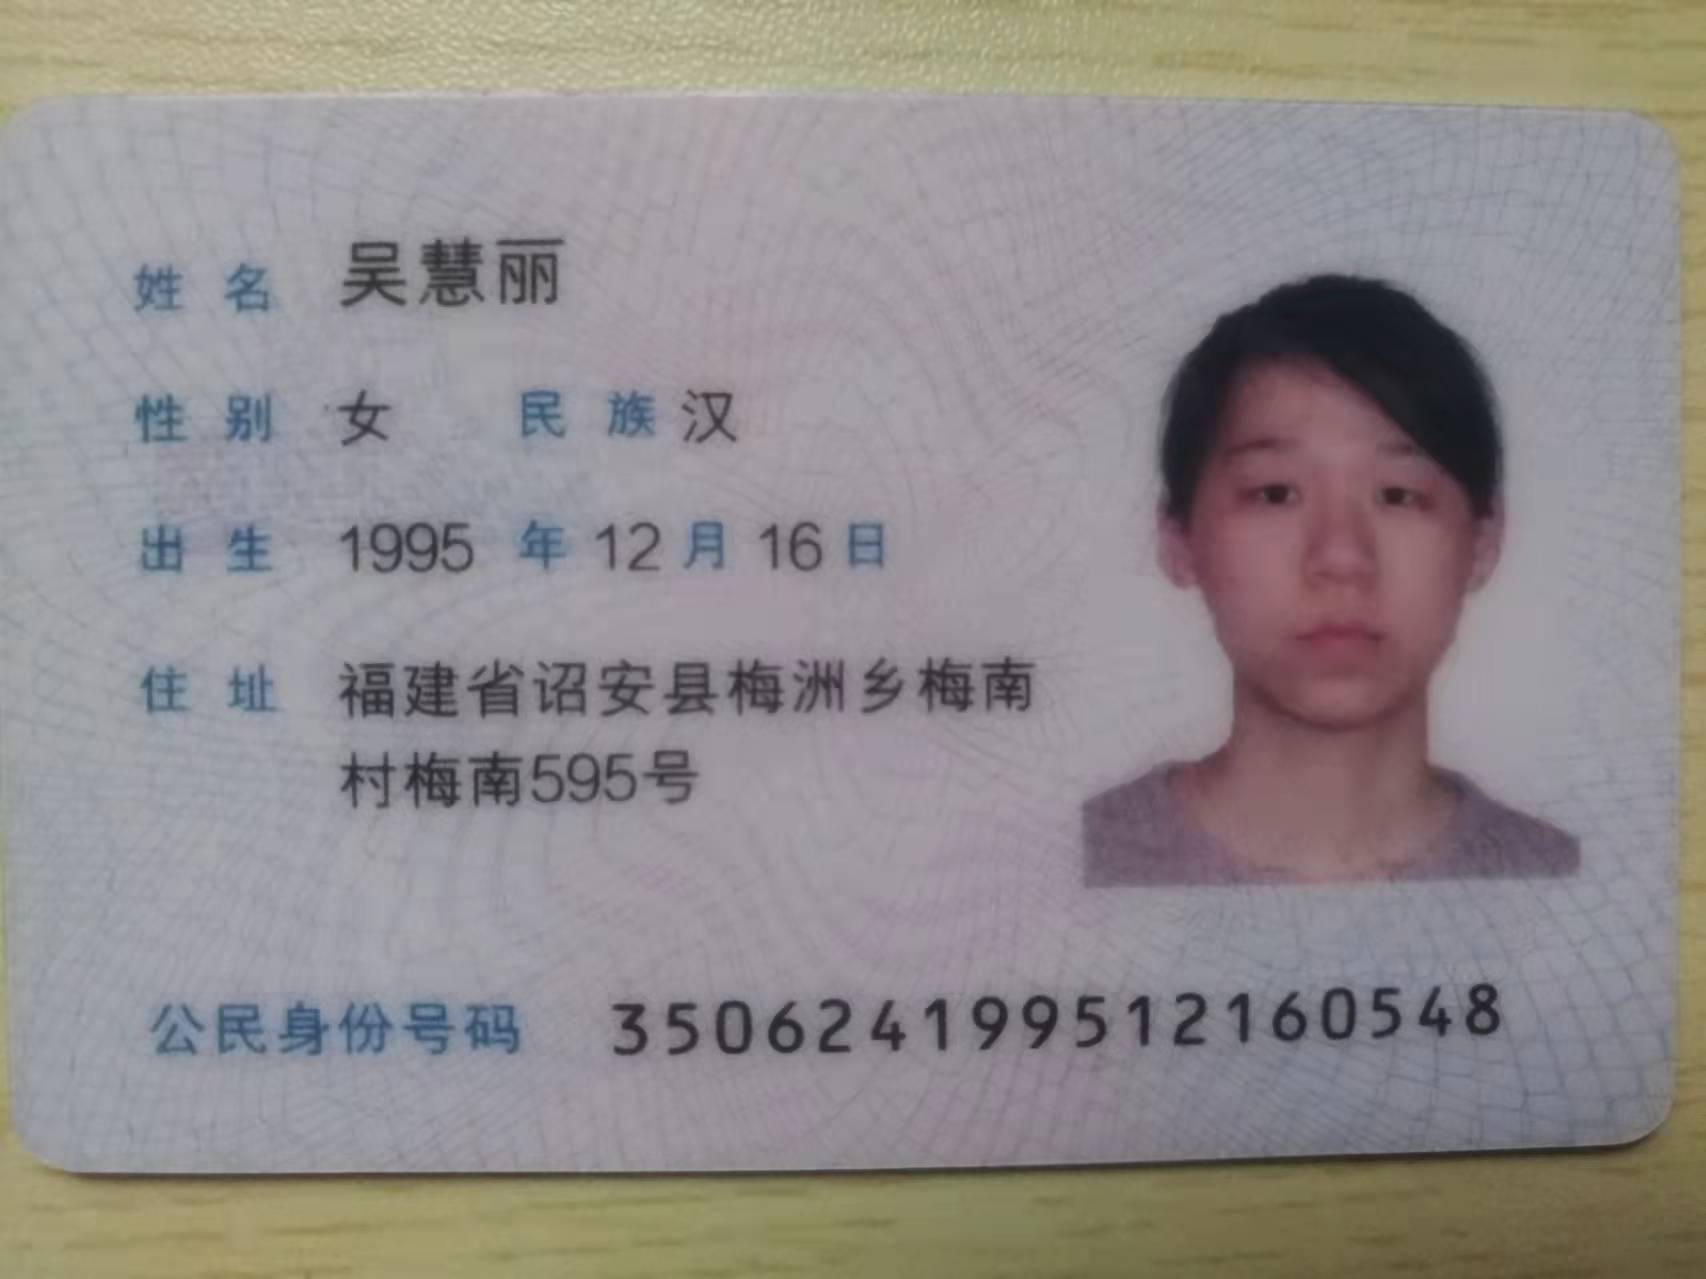 姓名 吴慧丽
性别 女 民族 汉
出生 1995 年 12 月 16 日
住址 福建省诏安县梅洲乡梅南
村梅南595号
公民身份号码 350624199512160548